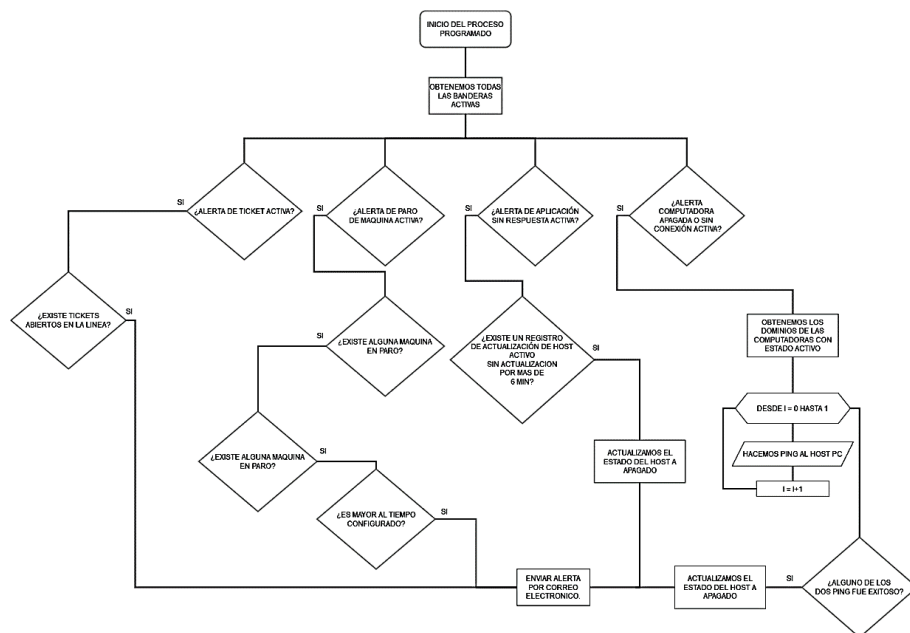 INICIO DEL PROCESO
PROGRAMADO
OBTENEMOS TODAS
LAS BANDERAS
ACTIVAS
SI
¿ALERTA DE TICKET ACTIVA?
SI
¿ALERTA DE PARO
DE MAQUINA ACTIVA?
SI
¿ALERTA DE APLICACIÓN
SIN RESPUESTA ACTIVA?
SI
¿ALERTA
COMPUTADORA
APAGADA O SIN
CONEXIÓN ACTIVA?
¿EXISTE TICKETS
ABIERTOS EN LA LINEA?
SI
SI
¿EXISTE ALGUNA MAQUINA
EN PARO?
¿EXISTE UN REGISTRO
DE ACTUALIZACIÓN DE HOST
ACTIVO
SIN ACTUALIZACION
POR MAS DE
6 MIN?
SI
OBTENEMOS LOS
DOMINIOS DE LAS
COMPUTADORAS CON
ESTADO ACTIVO
DESDE I = 0 HASTA 1
HACEMOS PING AL HOST PC
I = I+1
¿EXISTE ALGUNA MAQUINA
EN PARO?
SI
ACTUALIZAMOS EL
ESTADO DEL HOST A
APAGADO
¿ES MAYOR AL TIEMPO
CONFIGURADO?
SI
ENVIAR ALERTA
POR CORREO
ELECTRONICO.
ACTUALIZAMOS EL
ESTADO DEL HOST A
APAGADO
SI
¿ALGUNO DE LOS
DOS PING FUE EXITOSO?